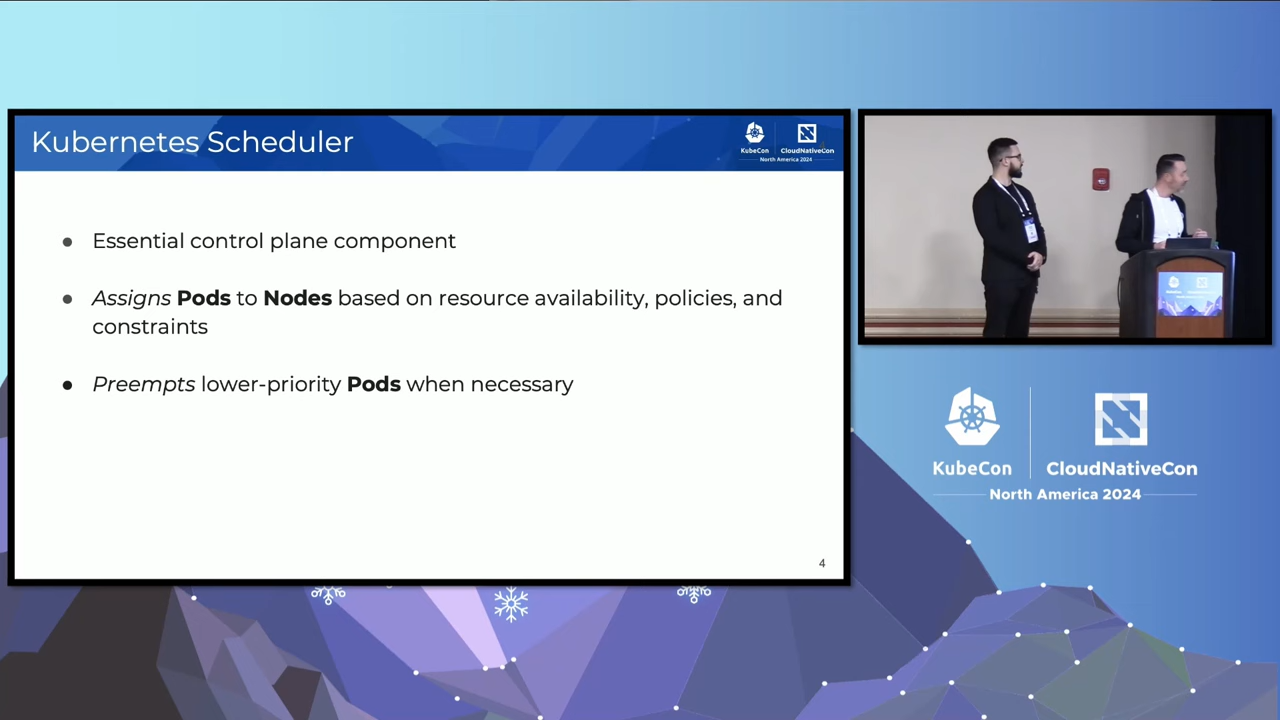 Kubernetes Scheduler
KubeCon
CloudNativeCon
North America 2024
Essential control plane component
Assigns Pods to Nodes based on resource availability, policies, and
constraints
Preempts lower-priority Pods when necessary
4
KubeCon
CloudNativeCon
North America 2024